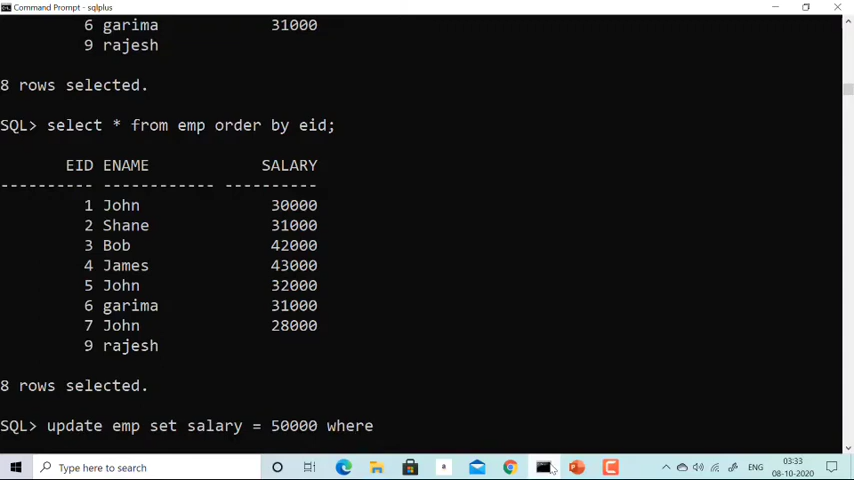 Command Prompt - sqlplus
6 garima 31000
9 rajesh
8 rows selected.
SQL> select * from emp order by eid;
EID ENAME SALARY
---------- ------------ ----------
1 John 30000
2 Shane 31000
3 Bob 42000
4 James 43000
5 John 32000
6 garima 31000
7 John 28000
9 rajesh
8 rows selected.
SQL> update emp set salary = 50000 where
Type here to search
ENG
03:33
08-10-2020